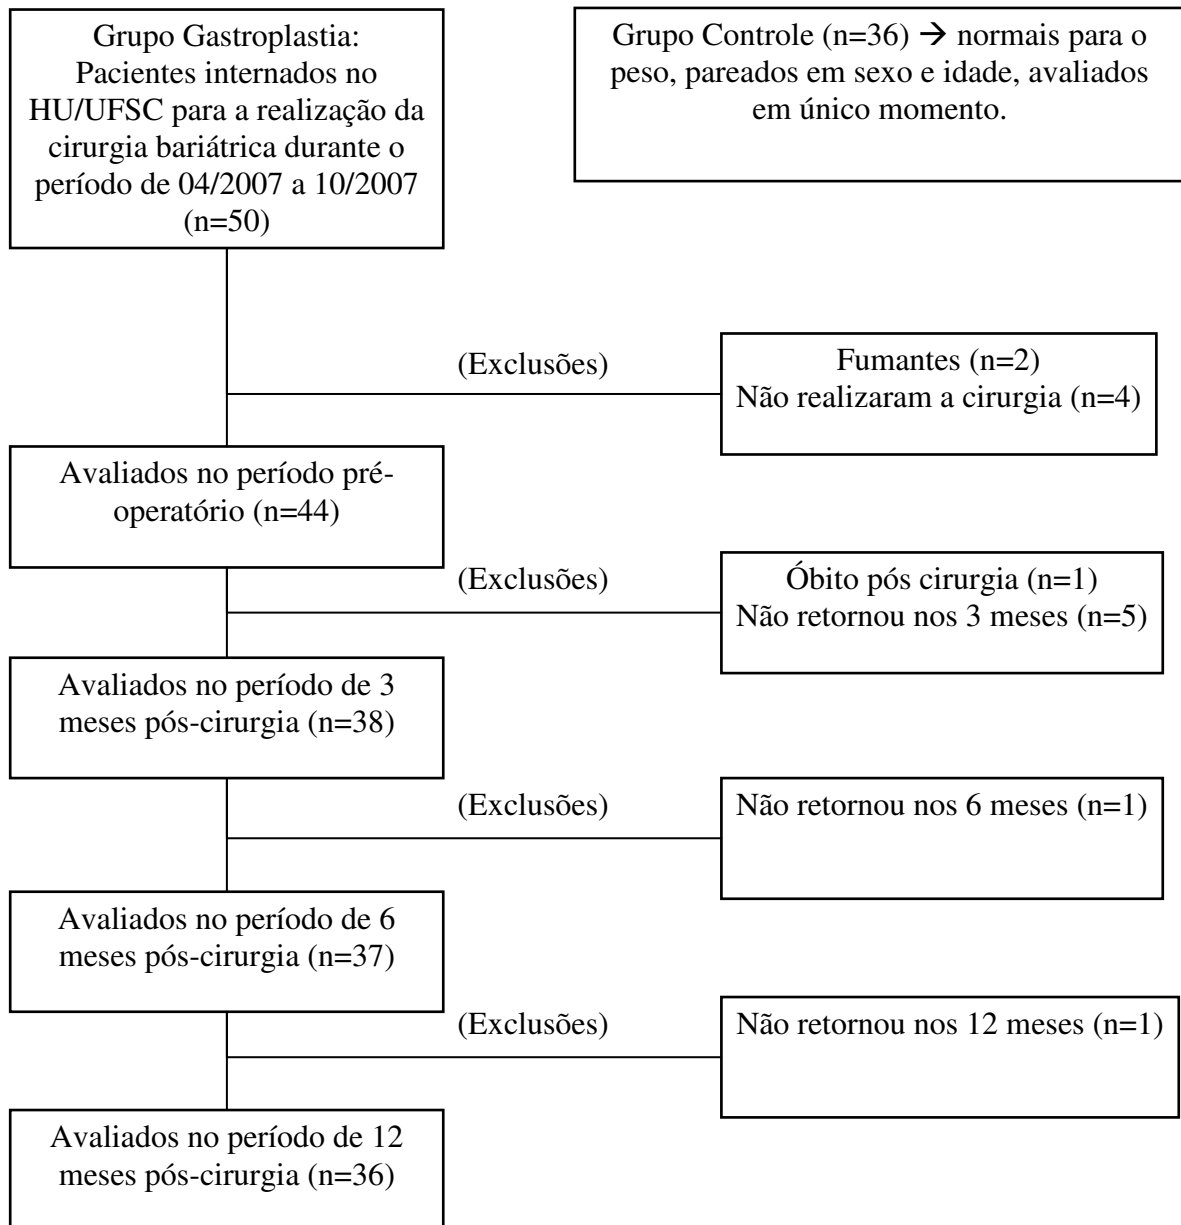 Grupo Gastroplastia:
Pacientes internados no
HU/UFSC para a realização da
cirurgia bariátrica durante o
período de 04/2007 a 10/2007
(n=50)
Grupo Controle (n=36) → normais para o
peso, pareados em sexo e idade, avaliados
em único momento.
(Exclusões)
Fumantes (n=2)
Não realizaram a cirurgia (n=4)
Avaliados no período pré-
operatório (n=44)
(Exclusões)
Óbito pós cirurgia (n=1)
Não retornou nos 3 meses (n=5)
Avaliados no período de 3
meses pós-cirurgia (n=38)
(Exclusões)
Não retornou nos 6 meses (n=1)
Avaliados no período de 6
meses pós-cirurgia (n=37)
(Exclusões)
Não retornou nos 12 meses (n=1)
Avaliados no período de 12
meses pós-cirurgia (n=36)